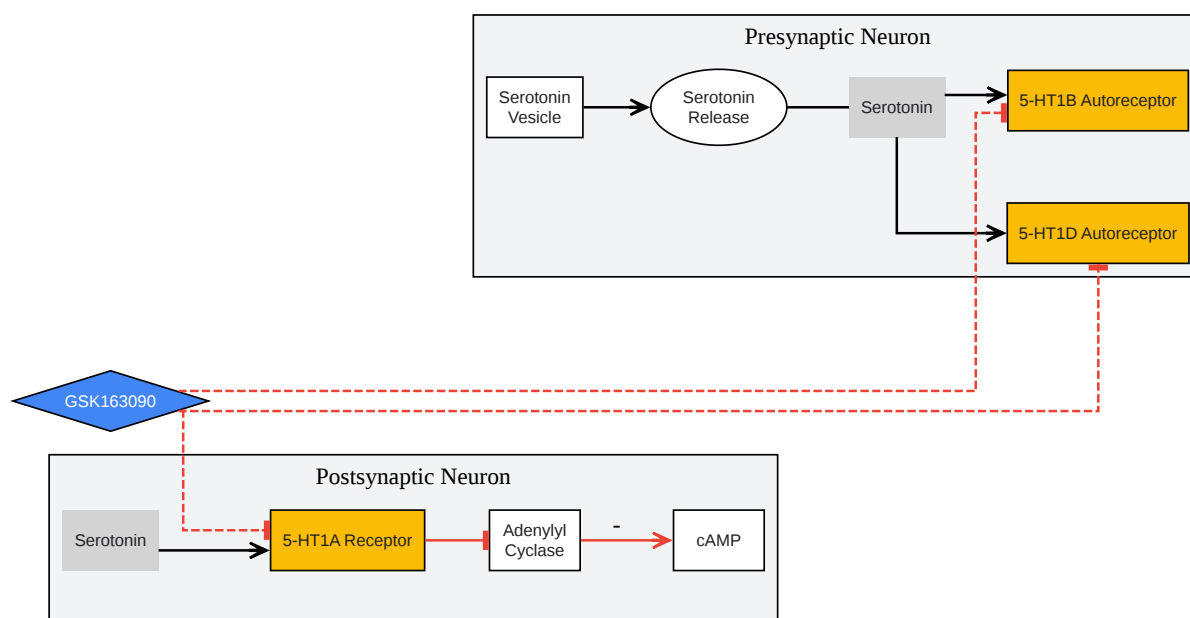 Presynaptic Neuron
Serotonin
Vesicle
Serotonin
Release
Serotonin
5-HT1B Autoreceptor
5-HT1D Autoreceptor
GSK163090
Postsynaptic Neuron
Serotonin
5-HT1A Receptor
Adenylyl
Cyclase
-
cAMP